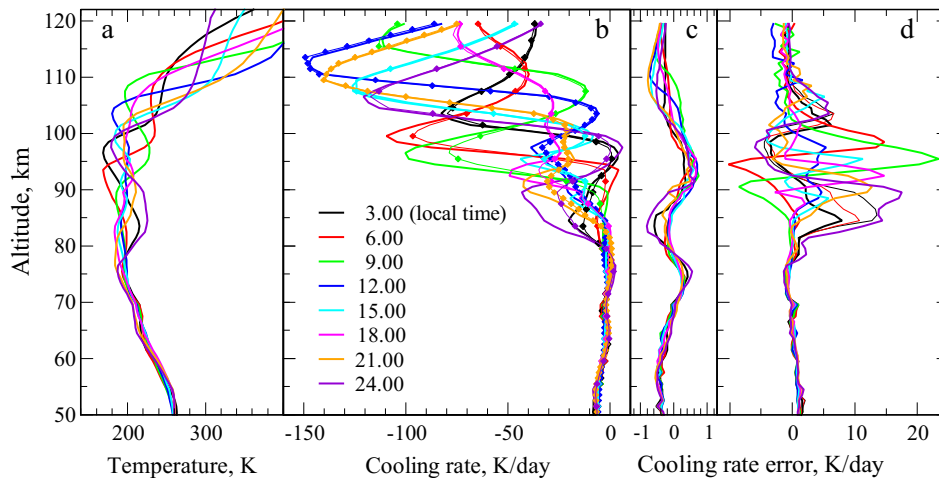 a
b
c
d
120
110
100
90
80
70
60
50
Altitude, km
3.00 (local time)
6.00
9.00
12.00
15.00
18.00
21.00
24.00
200 300
-150 -100 -50 0
-1 0 1
0 10 20
Temperature, K
Cooling rate, K/day
Cooling rate error, K/day